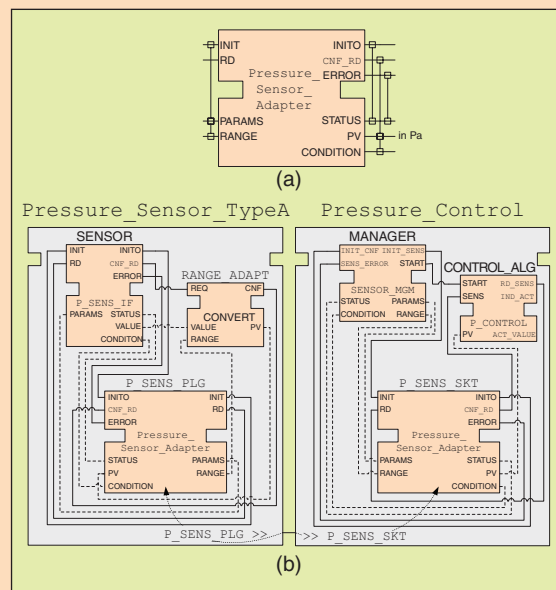 INIT INITO
RD CNF_RD
ERROR
Pressure_
Sensor_
Adapter
PARAMS STATUS
RANGE PV in Pa
CONDITION
(a)
Pressure_Sensor_TypeA Pressure_Control
SENSOR
INIT INITO
RD CNF_RD
ERROR
P_SENS_IF
PARAMS STATUS
VALUE
CONDITON
RANGE_ADAPT
REQ CNF
CONVERT
VALUE PV
RANGE
P_SENS_PLG
INITO INIT
CNF_RD RD
ERROR
Pressure_
Sensor_Adapter
STATUS PARAMS
PV RANGE
CONDITION
P_SENS_PLG >>
MANAGER
INIT_CNF INIT_SENS
SENS_ERROR START
SENSOR_MGM
STATUS PARAMS
CONDITION RANGE
CONTROL_ALG
START RD_SENS
SENS IND_ACT
P_CONTROL
PV ACT_VALUE
P_SENS_SKT
INIT INITO
RD CNF_RD
ERROR
Pressure_
Sensor_Adapter
PARAMS STATUS
RANGE PV
CONDITION
>> P_SENS_SKT
(b)